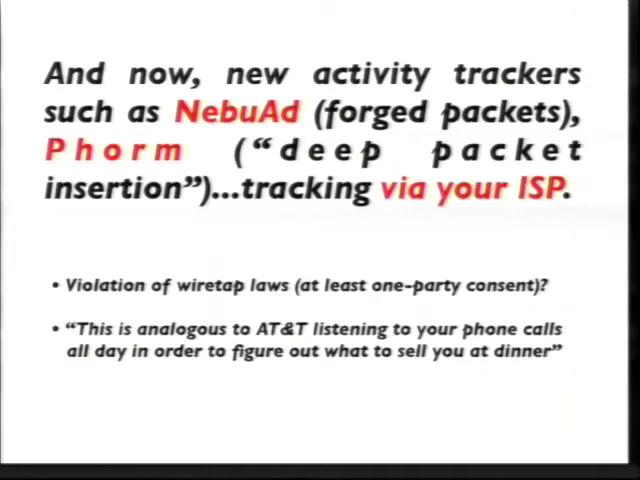 And now, new activity trackers
such as NebuAd (forged packets),
Phorm (“deep packet
insertion”)...tracking via your ISP.
• Violation of wiretap laws (at least one-party consent)?
• “This is analogous to AT&T listening to your phone calls
all day in order to figure out what to sell you at dinner”